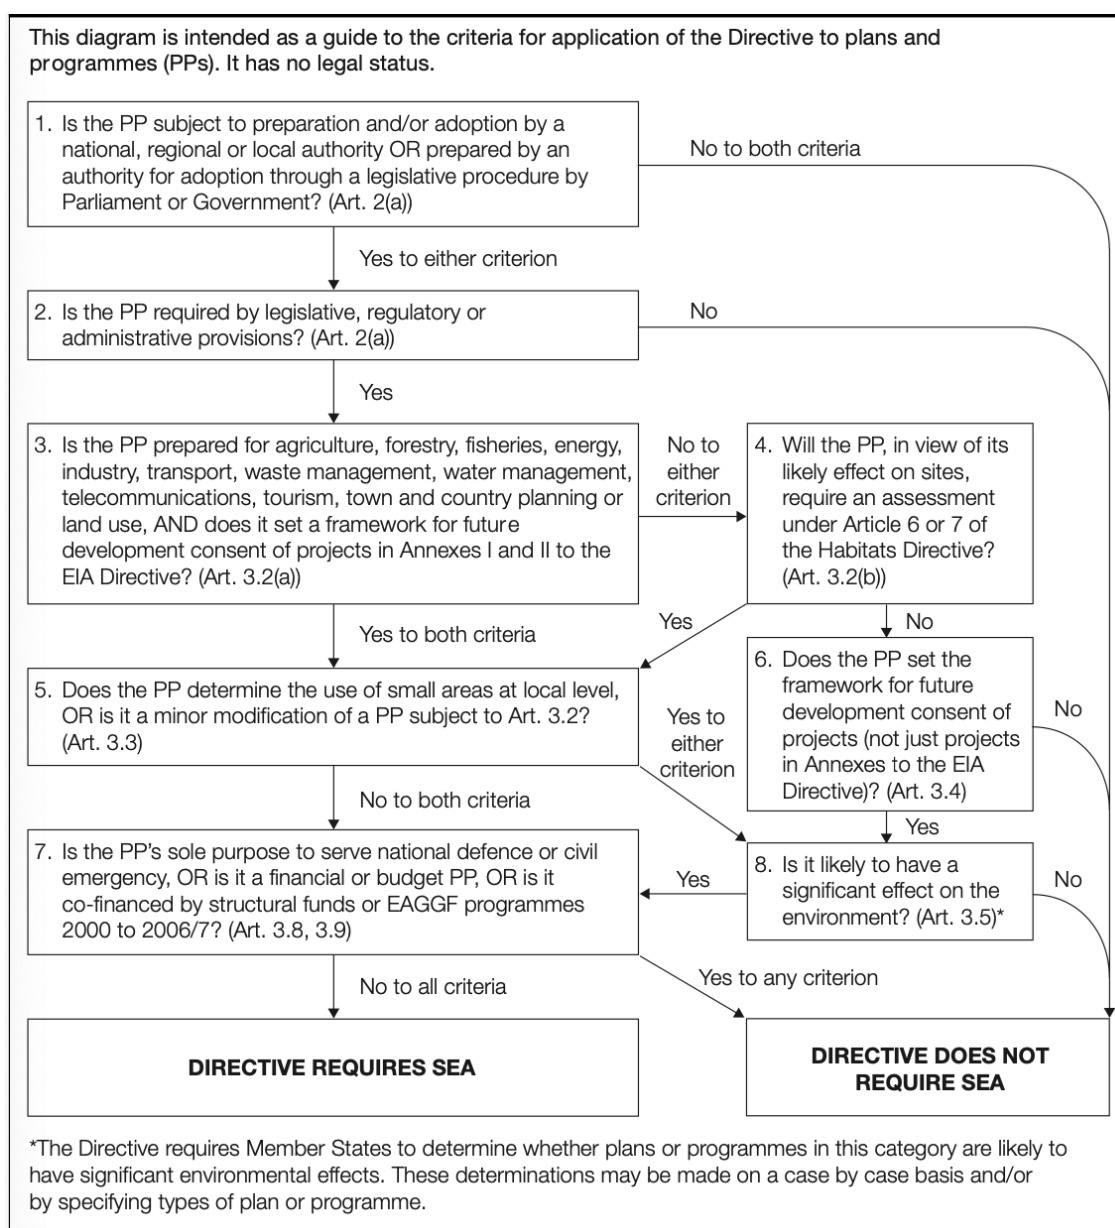 This diagram is intended as a guide to the criteria for application of the Directive to plans and
programmes (PPs). It has no legal status.
1. Is the PP subject to preparation and/or adoption by a
national, regional or local authority OR prepared by an
authority for adoption through a legislative procedure by
Parliament or Government? (Art. 2(a))
No to both criteria
Yes to either criterion
2. Is the PP required by legislative, regulatory or
administrative provisions? (Art. 2(a))
No
Yes
3. Is the PP prepared for agriculture, forestry, fisheries, energy,
industry, transport, waste management, water management,
telecommunications, tourism, town and country planning or
land use, AND does it set a framework for future
development consent of projects in Annexes I and II to the
EIA Directive? (Art. 3.2(a))
No to
either
criterion
4. Will the PP, in view of its
likely effect on sites,
require an assessment
under Article 6 or 7 of
the Habitats Directive?
(Art. 3.2(b))
Yes to both criteria
Yes
No
5. Does the PP determine the use of small areas at local level,
OR is it a minor modification of a PP subject to Art. 3.2?
(Art. 3.3)
Yes to
either
criterion
6. Does the PP set the
framework for future
development consent of
projects (not just projects
in Annexes to the EIA
Directive)? (Art. 3.4)
No
No to both criteria
Yes
7. Is the PP's sole purpose to serve national defence or civil
emergency, OR is it a financial or budget PP, OR is it
co-financed by structural funds or EAGGF programmes
2000 to 2006/7? (Art. 3.8, 3.9)
Yes
8. Is it likely to have a
significant effect on the
environment? (Art. 3.5)*
No
No to all criteria
Yes to any criterion
DIRECTIVE REQUIRES SEA
DIRECTIVE DOES NOT
REQUIRE SEA
*The Directive requires Member States to determine whether plans or programmes in this category are likely to
have significant environmental effects. These determinations may be made on a case by case basis and/or
by specifying types of plan or programme.